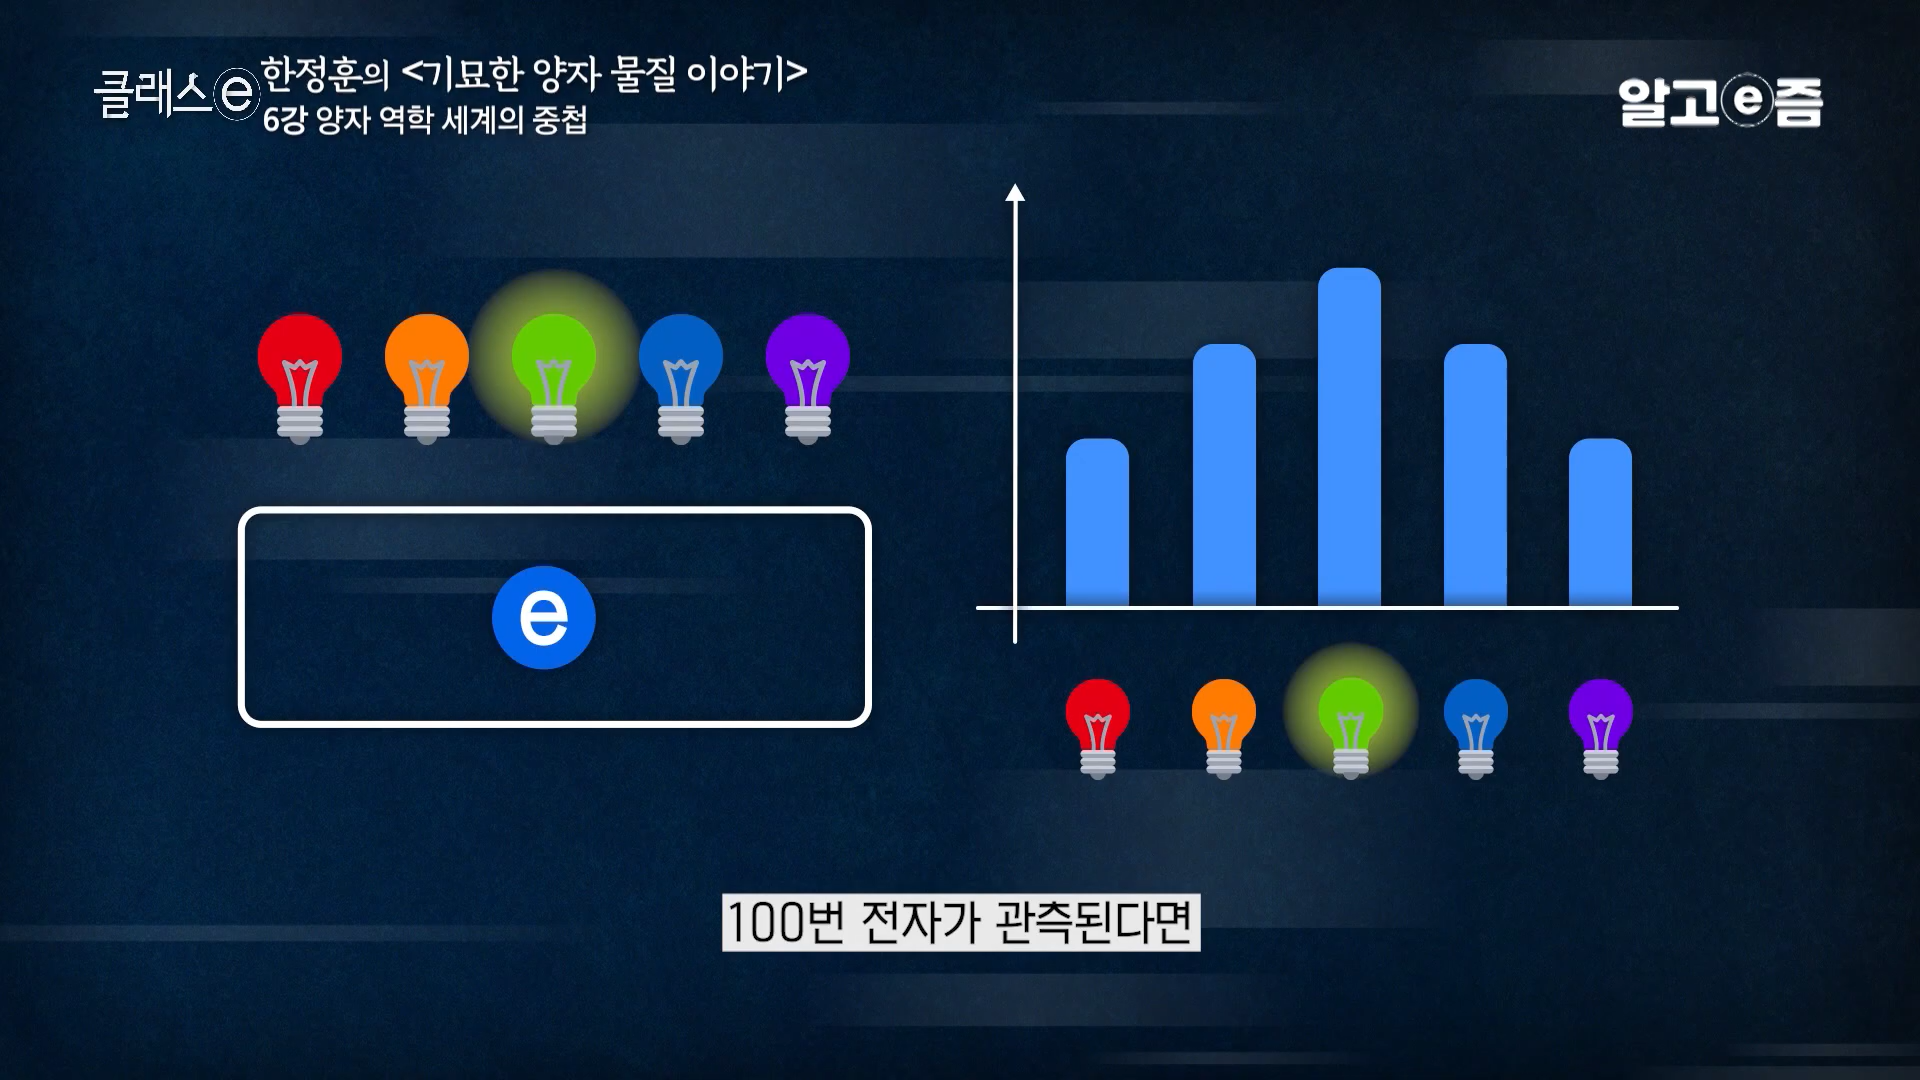 클래스e
한정훈의 <기묘한 양자 물질 이야기>
6강 양자 역학 세계의 중첩
알고e즘
e
100번 전자가 관측된다면